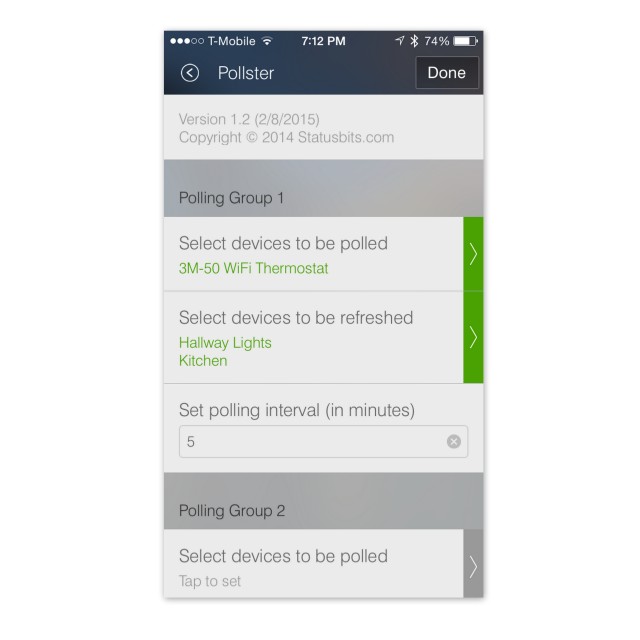 T-Mobile 7:12 PM 74%
Pollster Done
Version 1.2 (2/8/2015)
Copyright © 2014 Statusbits.com
Polling Group 1
Select devices to be polled
3M-50 WiFi Thermostat
Select devices to be refreshed
Hallway Lights
Kitchen
Set polling interval (in minutes)
5
Polling Group 2
Select devices to be polled
Tap to set